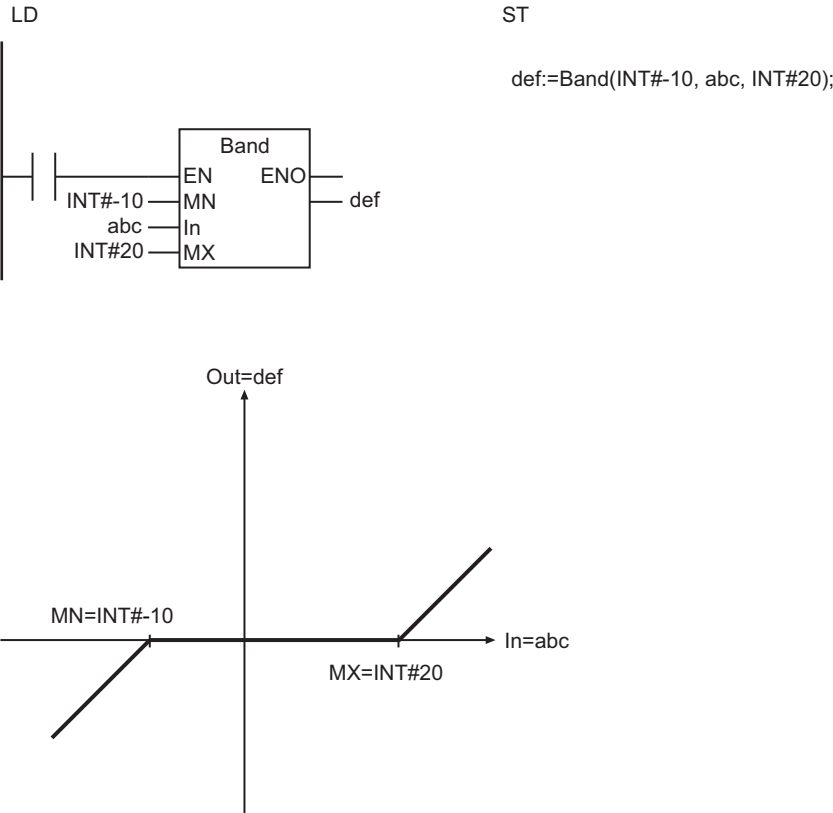 LD
ST
def:=Band(INT#-10, abc, INT#20);
Band
EN ENO
INT#-10 MN def
abc In
INT#20 MX
Out=def
MN=INT#-10
In=abc
MX=INT#20